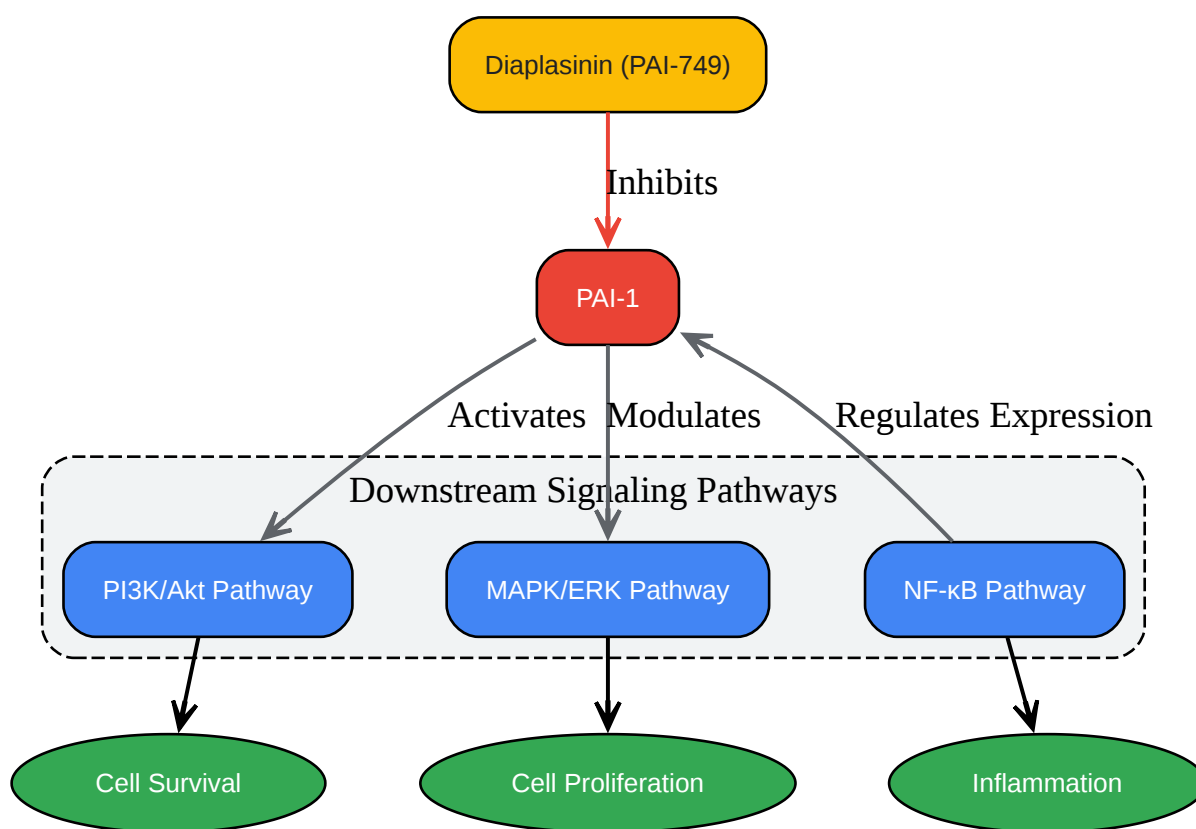 Diaplasinin (PAI-749)
Inhibits
PAI-1
Activates
Modulates
Regulates Expression
Downstream Signaling Pathways
PI3K/Akt Pathway
MAPK/ERK Pathway
NF-κB Pathway
Cell Survival
Cell Proliferation
Inflammation